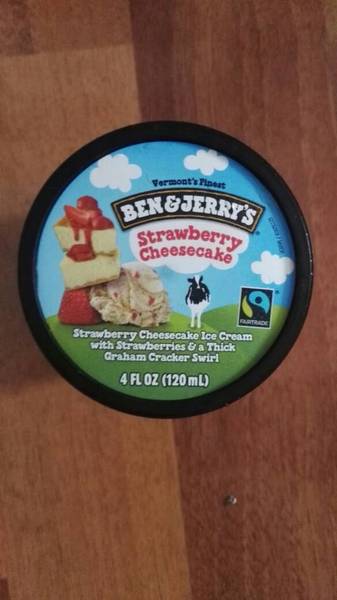 Vermont's Finest
BEN & JERRY'S
Strawberry
Cheesecake
FAIRTRADE
Strawberry Cheesecake Ice Cream
with Strawberries & a Thick
Graham Cracker Swirl
4 FL OZ (120 mL)